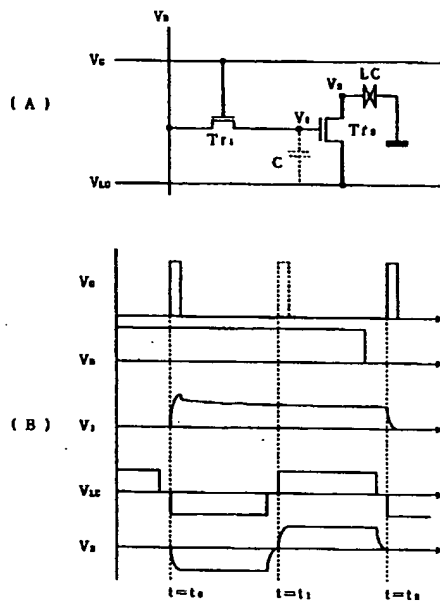 V_D
V_G
LC
( A )
V_2
V_1
Tr_1
Tr_2
C
V_LC
V_G
V_D
( B )
V_1
V_LC
V_2
t=t_0
t=t_1
t=t_2